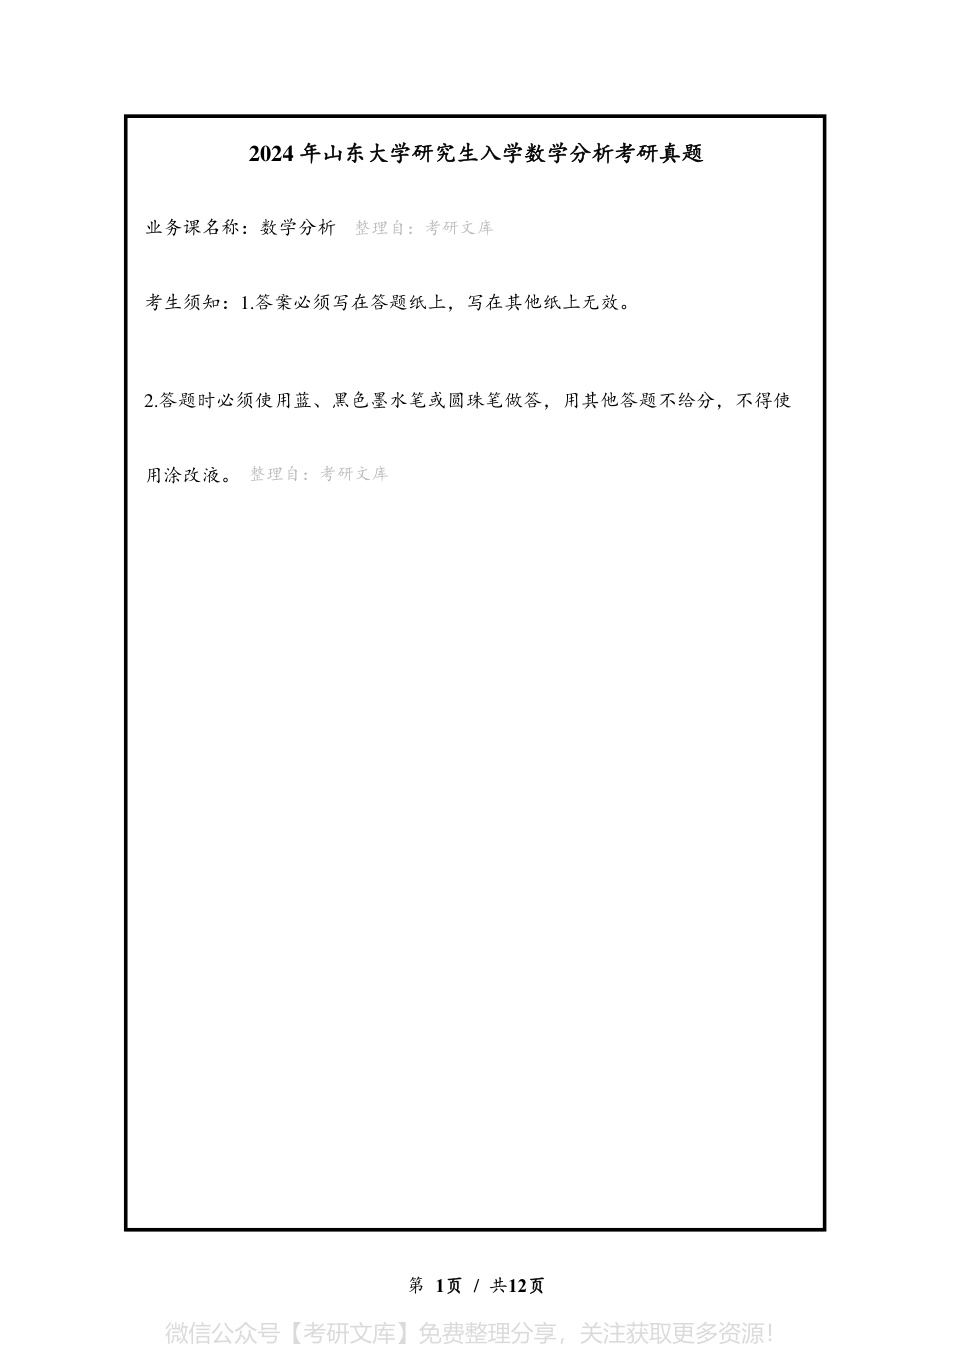 2024 年山东大学研究生入学数学分析考研真题
业务课名称：数学分析 整理自：考研文库
考生须知：1.答案必须写在答题纸上，写在其他纸上无效。
2.答题时必须使用蓝、黑色墨水笔或圆珠笔做答，用其他答题不给分，不得使
用涂改液。 整理自：考研文库
第 1页 / 共12页
微信公众号【考研文库】免费整理分享，关注获取更多资源！